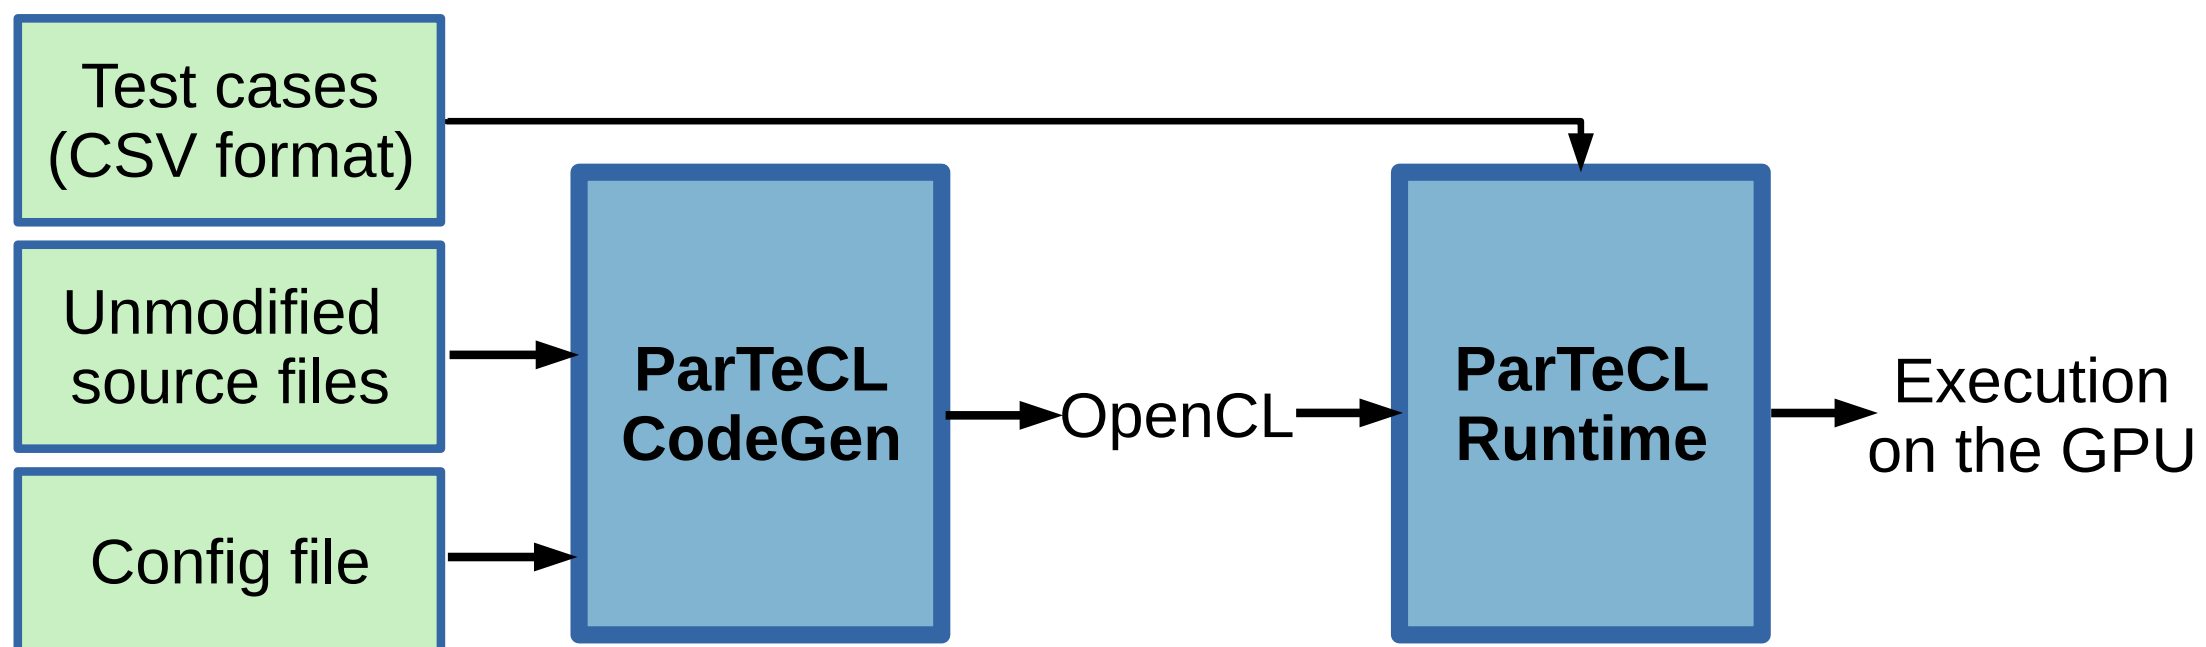 Test cases
(CSV format)
Unmodified
source files
Config file
ParTeCL
CodeGen
OpenCL
ParTeCL
Runtime
Execution
on the GPU